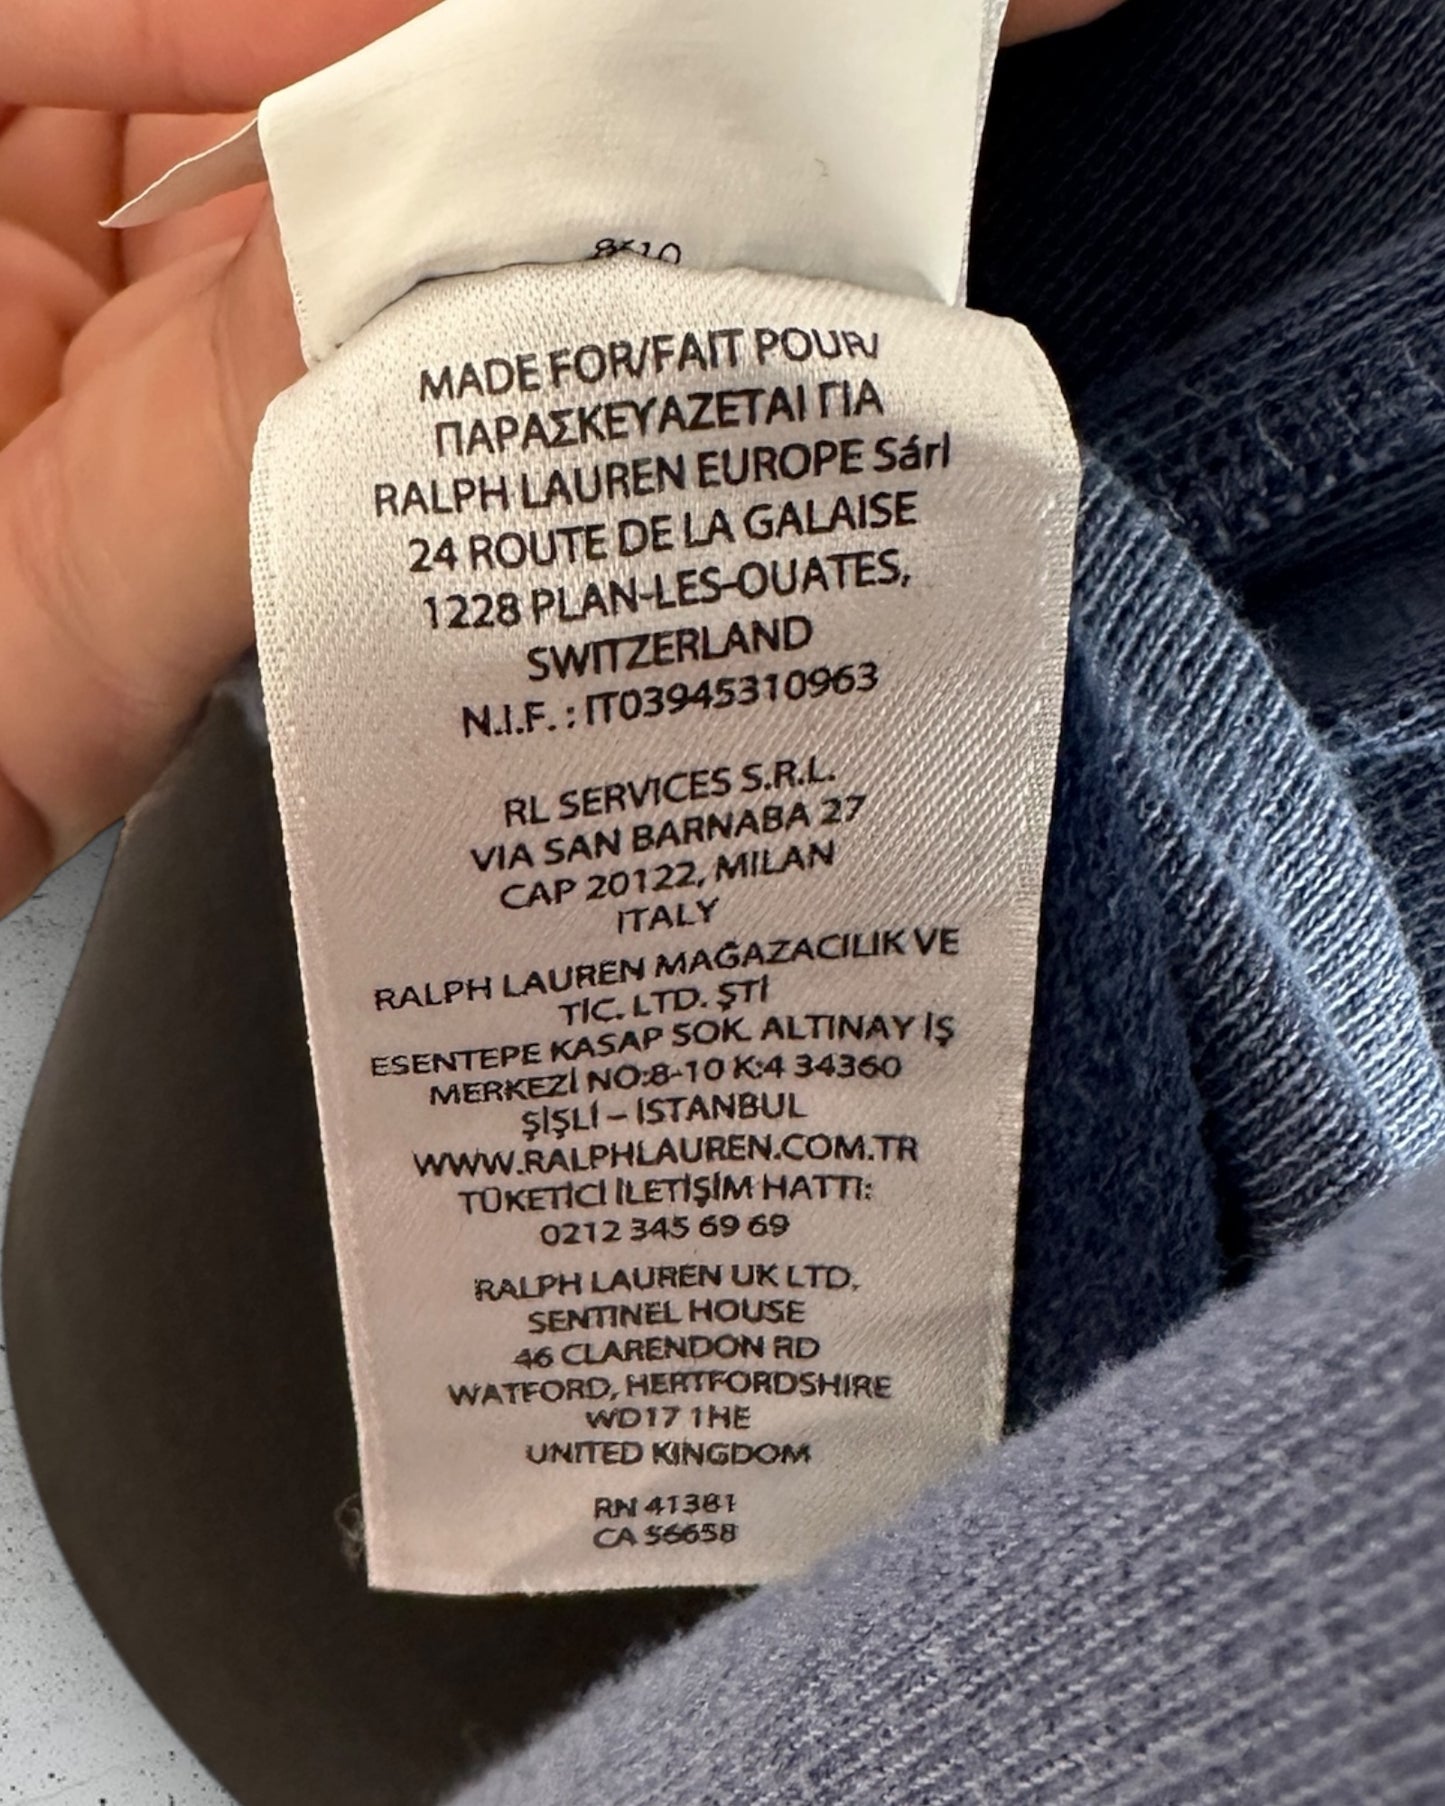 MADE FOR/FAIT POUR/
ΠΑΡΑΣΚΕΥΑΖΕΤΑΙ ΓΙΑ
RALPH LAUREN EUROPE Sárl
24 ROUTE DE LA GALAISE
1228 PLAN-LES-OUATES,
SWITZERLAND
N.I.F. : IT03945310963
RL SERVICES S.R.L.
VIA SAN BARNABA 27
CAP 20122, MILAN
ITALY
RALPH LAUREN MAĞAZACILIK VE
TİC. LTD. ŞTİ
ESENTEPE KASAP SOK. ALTINAY İŞ
MERKEZİ NO:8-10 K:4 34360
ŞİŞLİ – İSTANBUL
WWW.RALPHLAUREN.COM.TR
TÜKETİCİ İLETİŞİM HATTI:
0212 345 69 69
RALPH LAUREN UK LTD.
SENTINEL HOUSE
46 CLARENDON RD
WATFORD, HERTFORDSHIRE
WD17 1HE
UNITED KINGDOM
RN 41381
CA 56658